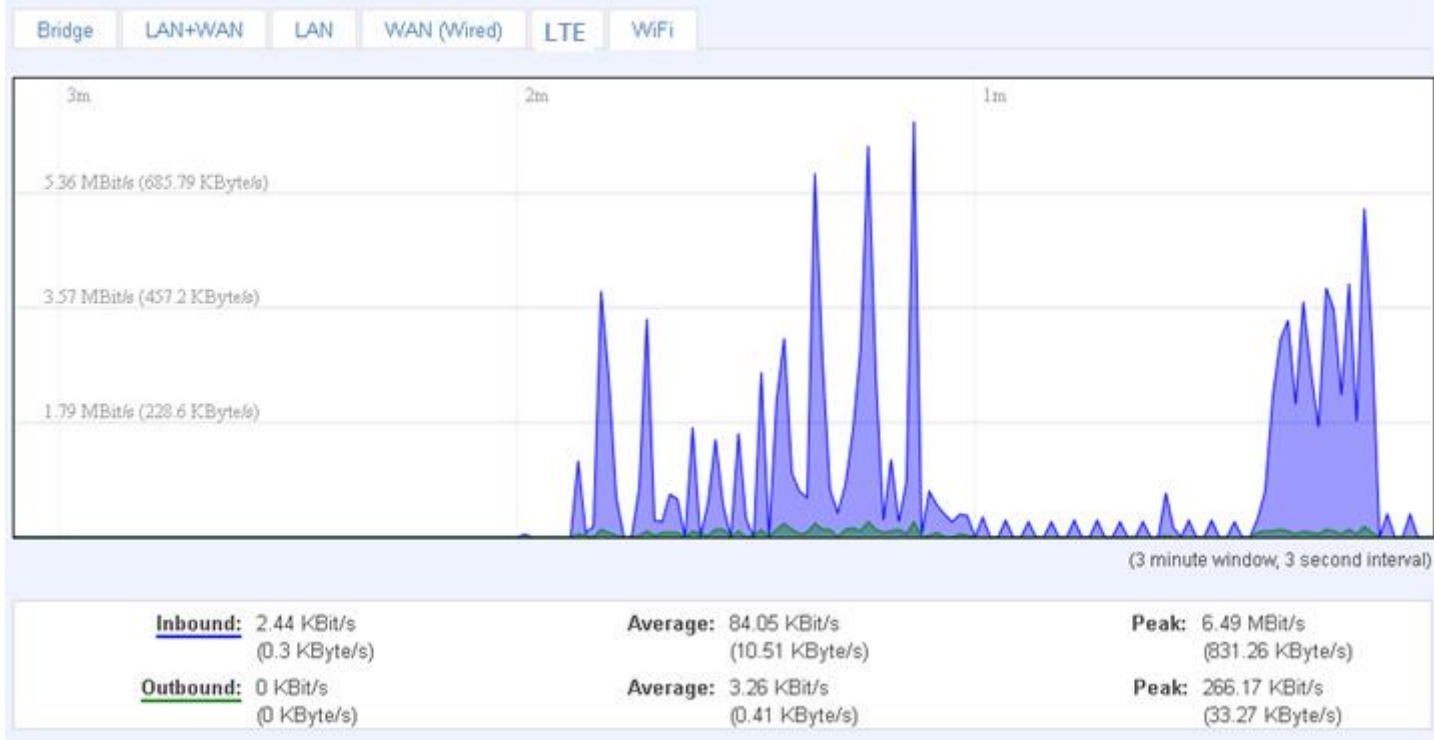 Bridge LAN+WAN LAN WAN (Wired) LTE WiFi
3m 2m 1m
5.36 MBit/s (685.79 KByte/s)
3.57 MBit/s (457.2 KByte/s)
1.79 MBit/s (228.6 KByte/s)
(3 minute window, 3 second interval)
Inbound: 2.44 KBit/s Average: 84.05 KBit/s Peak: 6.49 MBit/s
(0.3 KByte/s) (10.51 KByte/s) (831.26 KByte/s)
Outbound: 0 KBit/s Average: 3.26 KBit/s Peak: 266.17 KBit/s
(0 KByte/s) (0.41 KByte/s) (33.27 KByte/s)